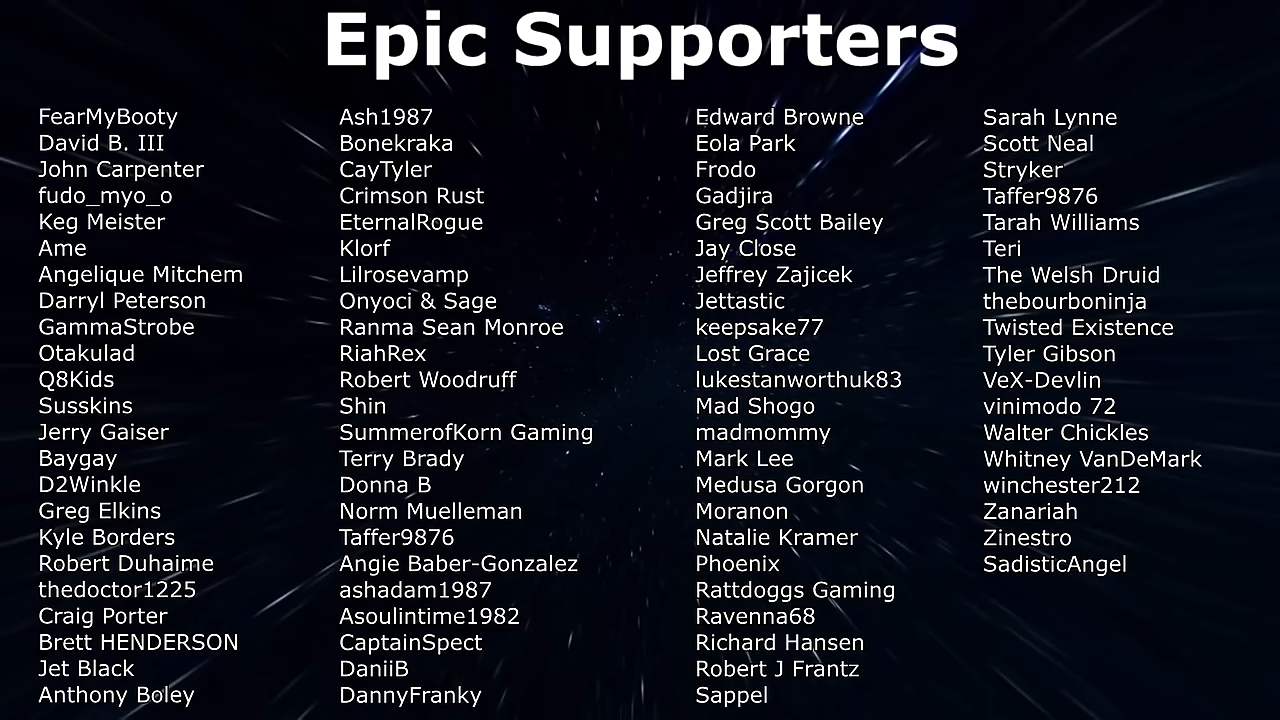 Epic Supporters
FearMyBooty
David B. III
John Carpenter
fudo_myo_o
Keg Meister
Ame
Angelique Mitchem
Darryl Peterson
GammaStrobe
Otakulad
Q8Kids
Susskins
Jerry Gaiser
Baygay
D2Winkle
Greg Elkins
Kyle Borders
Robert Duhaime
thedoctor1225
Craig Porter
Brett HENDERSON
Jet Black
Anthony Boley
Ash1987
Bonekraka
CayTyler
Crimson Rust
EternalRogue
Klorf
Lilrosevamp
Onyoci & Sage
Ranma Sean Monroe
RiahRex
Robert Woodruff
Shin
SummerofKorn Gaming
Terry Brady
Donna B
Norm Muelleman
Taffer9876
Angie Baber-Gonzalez
ashadam1987
Asoulintime1982
CaptainSpect
DaniiB
DannyFranky
Edward Browne
Eola Park
Frodo
Gadjira
Greg Scott Bailey
Jay Close
Jeffrey Zajicek
Jettastic
keepsake77
Lost Grace
lukestanworthuk83
Mad Shogo
madmommy
Mark Lee
Medusa Gorgon
Moranon
Natalie Kramer
Phoenix
Rattdoggs Gaming
Ravenna68
Richard Hansen
Robert J Frantz
Sappel
Sarah Lynne
Scott Neal
Stryker
Taffer9876
Tarah Williams
Teri
The Welsh Druid
thebourboninja
Twisted Existence
Tyler Gibson
VeX-Devlin
vinimodo 72
Walter Chickles
Whitney VanDeMark
winchester212
Zanariah
Zinestro
SadisticAngel